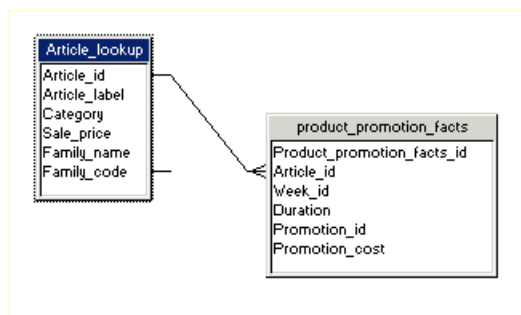 Article_lookup
Article_id
Article_label
Category
Sale_price
Family_name
Family_code
product_promotion_facts
Product_promotion_facts_id
Article_id
Week_id
Duration
Promotion_id
Promotion_cost